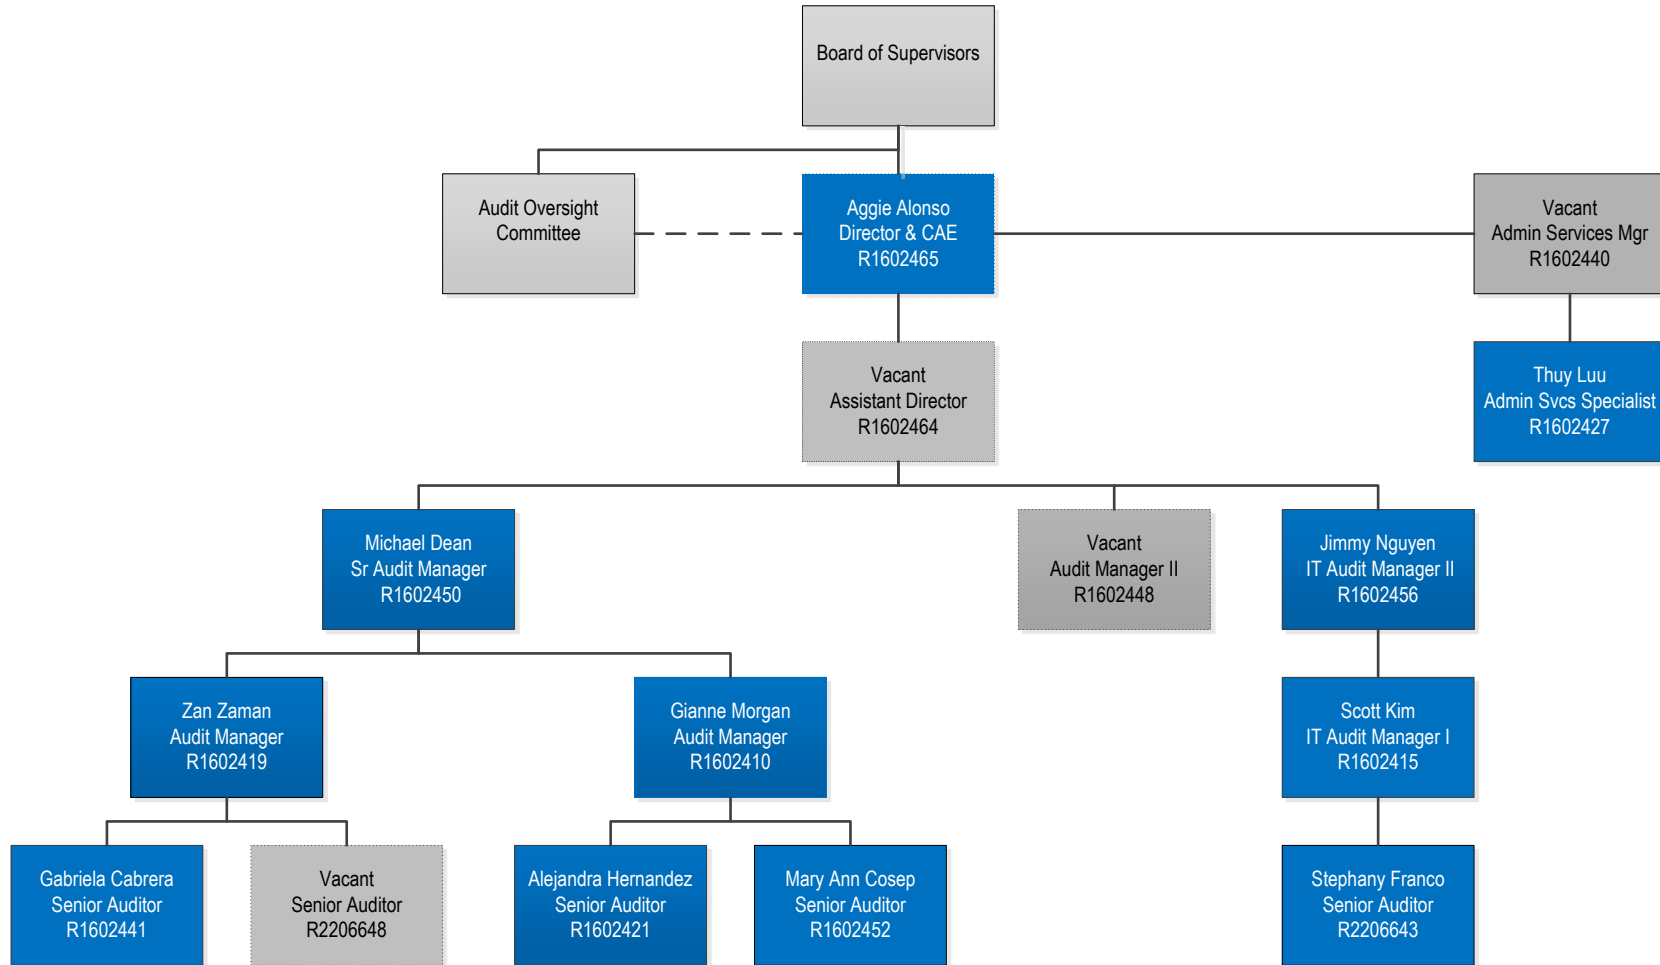 Board of Supervisors
Audit Oversight
Committee
Aggie Alonso
Director & CAE
R1602465
Vacant
Admin Services Mgr
R1602440
Vacant
Assistant Director
R1602464
Thuy Luu
Admin Svcs Specialist
R1602427
Michael Dean
Sr Audit Manager
R1602450
Vacant
Audit Manager II
R1602448
Jimmy Nguyen
IT Audit Manager II
R1602456
Zan Zaman
Audit Manager
R1602419
Gianne Morgan
Audit Manager
R1602410
Scott Kim
IT Audit Manager I
R1602415
Gabriela Cabrera
Senior Auditor
R1602441
Vacant
Senior Auditor
R2206648
Alejandra Hernandez
Senior Auditor
R1602421
Mary Ann Cosep
Senior Auditor
R1602452
Stephany Franco
Senior Auditor
R2206643